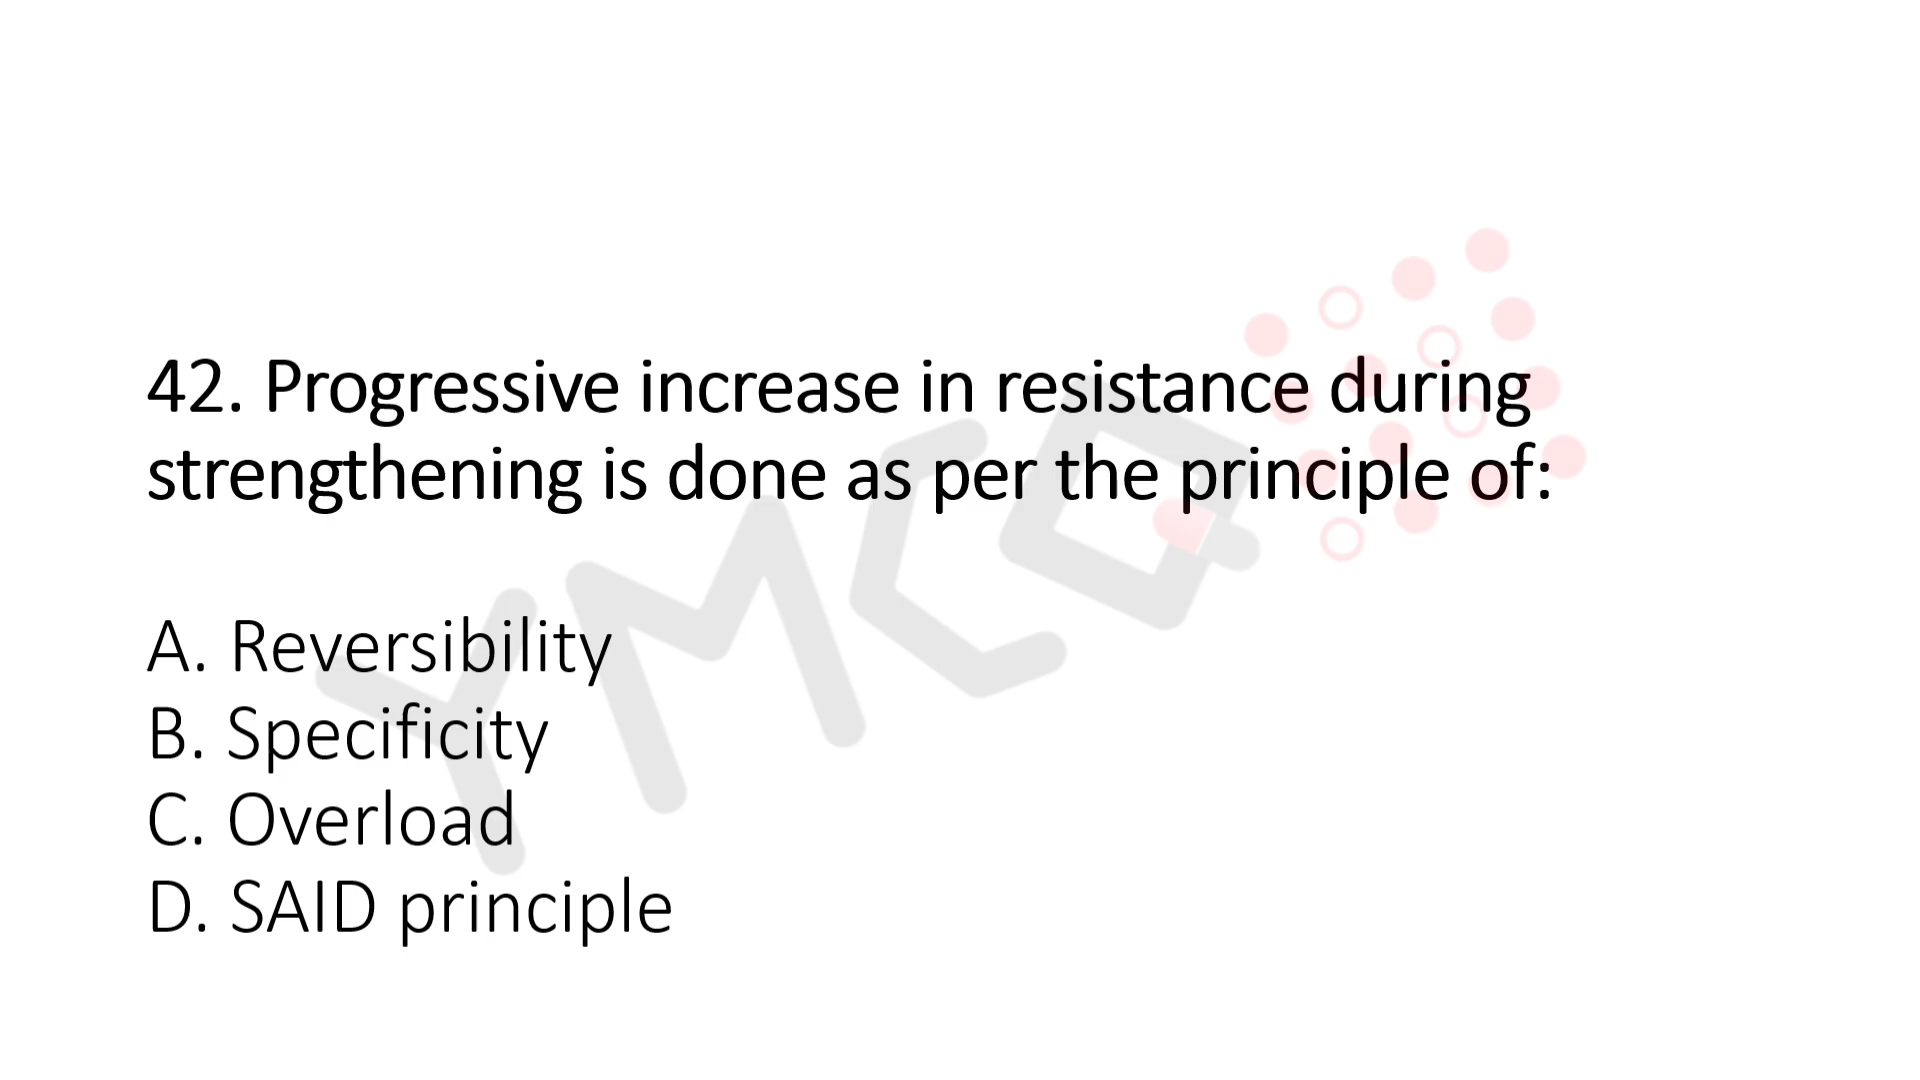 42. Progressive increase in resistance during
strengthening is done as per the principle of:
A. Reversibility
B. Specificity
C. Overload
D. SAID principle
YMCQ